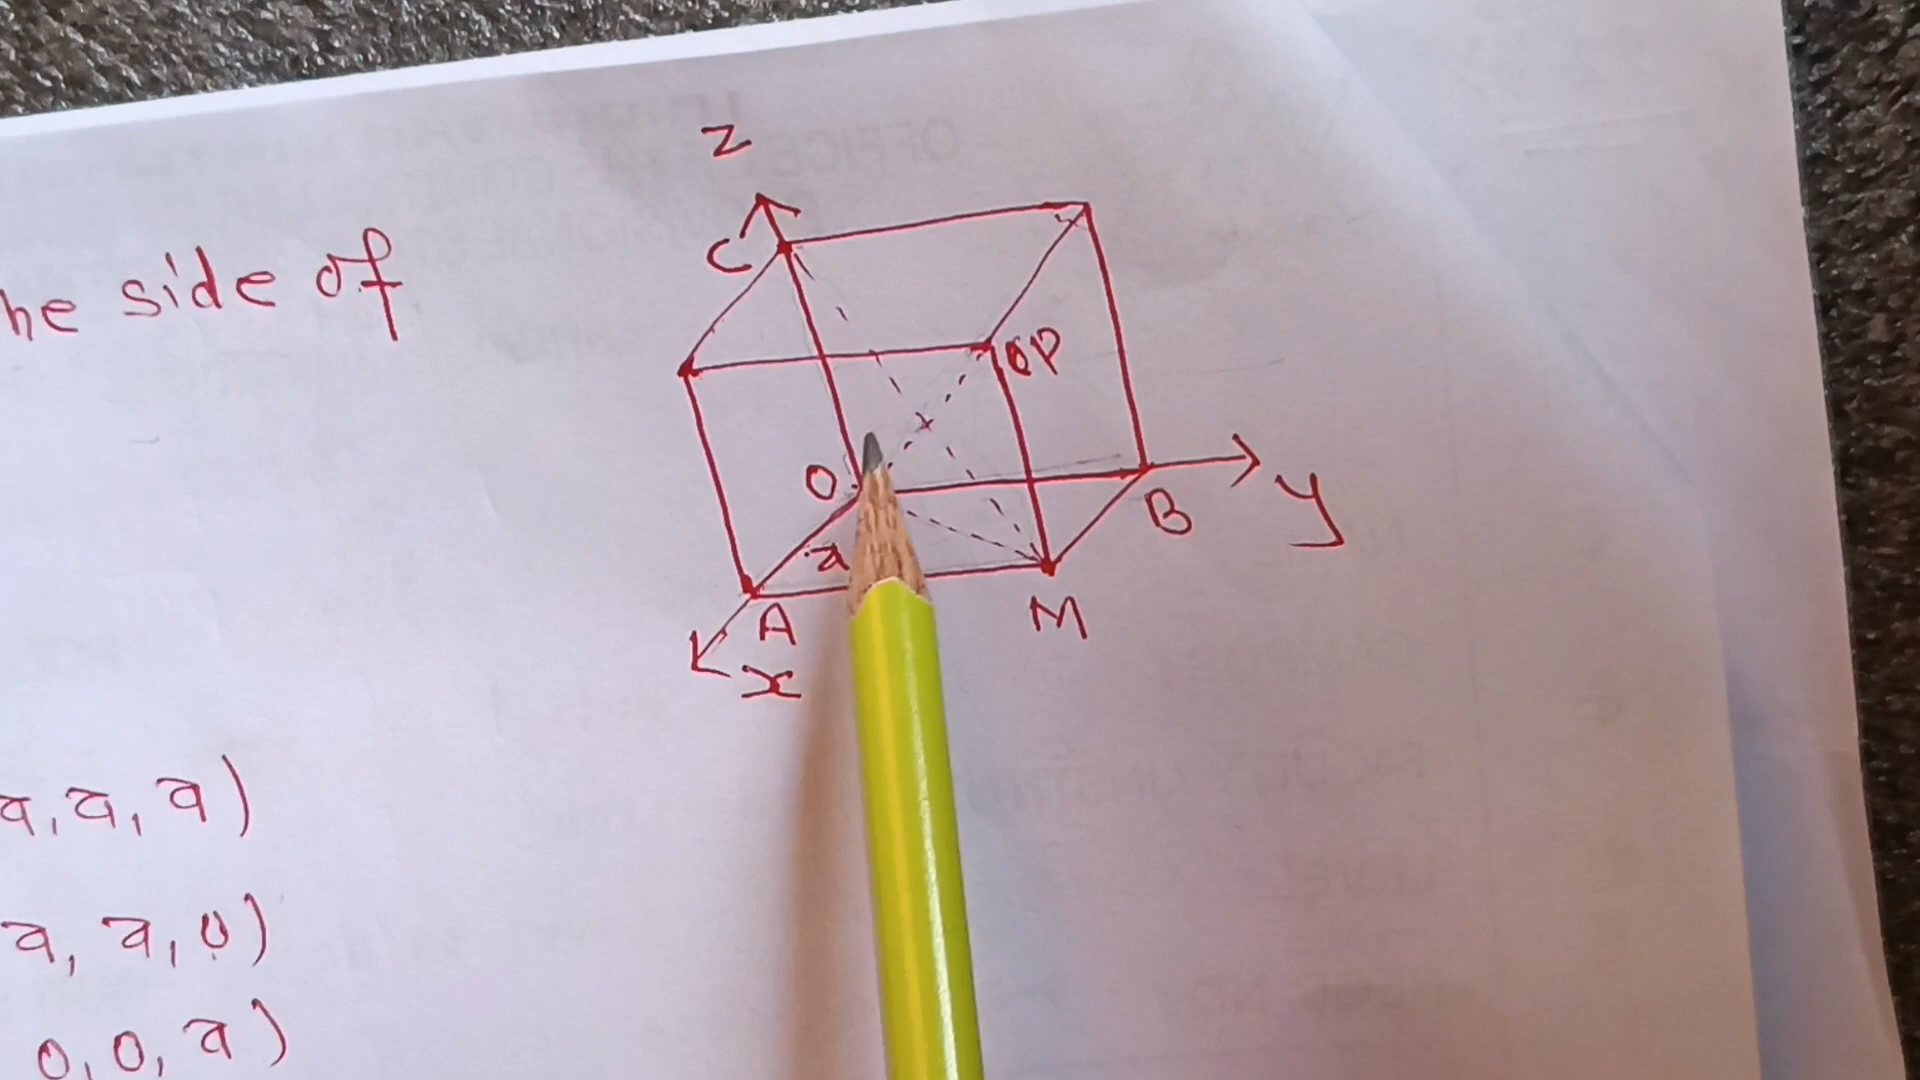 he side of
a, a, a)
a, a, 0)
0, 0, a)
z
C
P
O
a
B
y
A
M
x